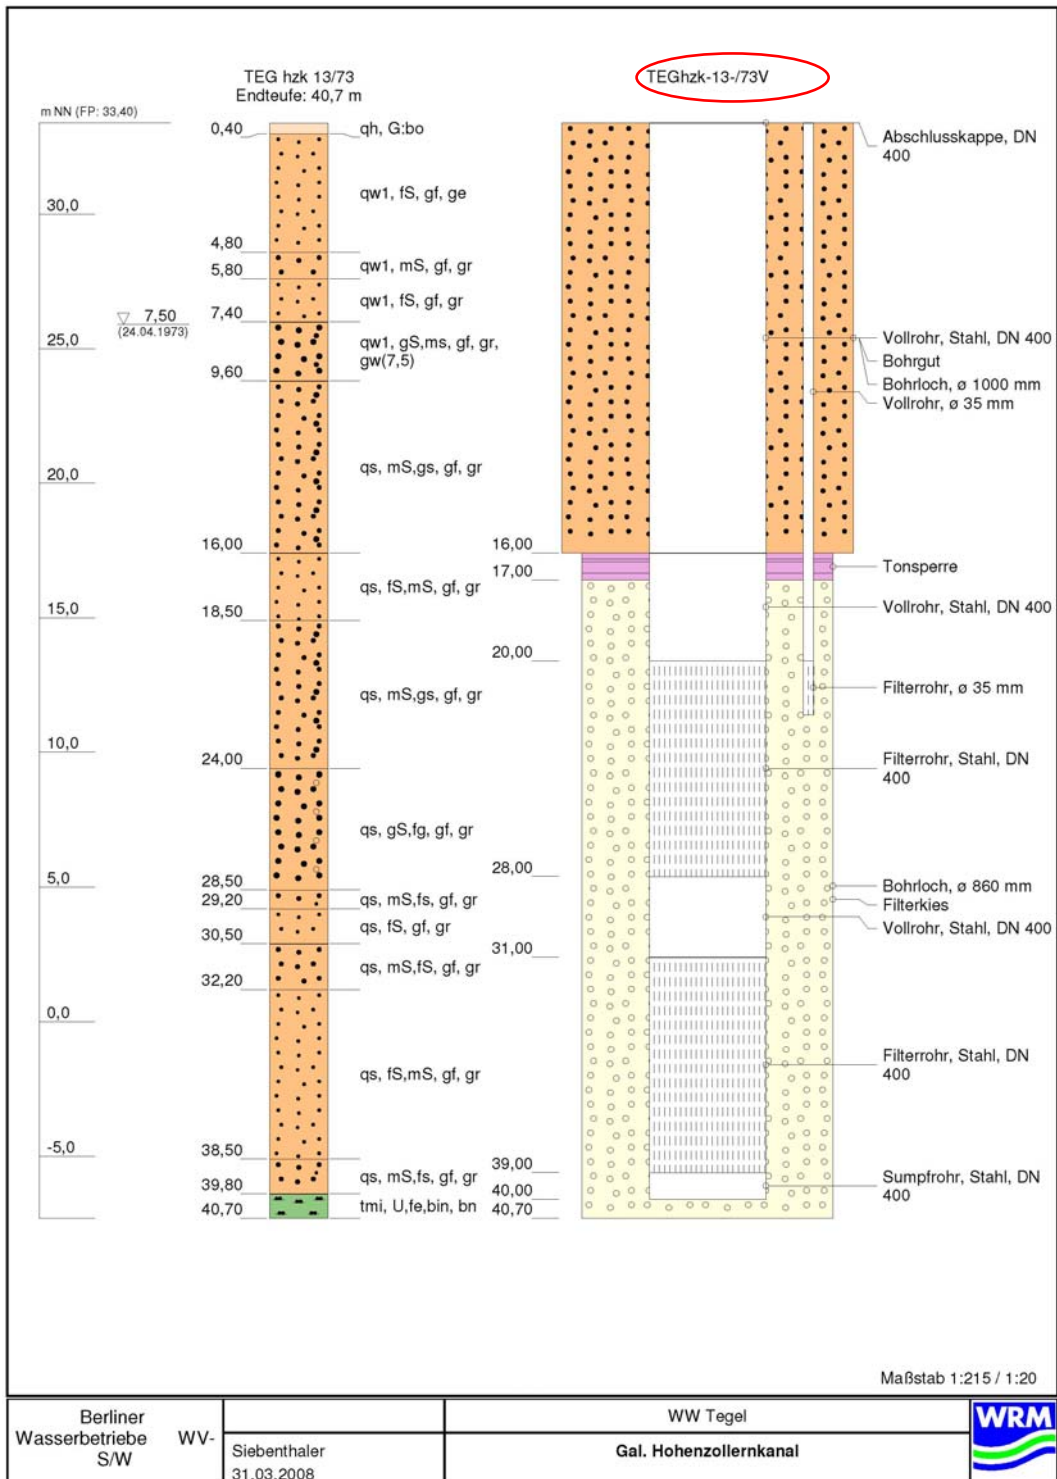 TEG hzk 13/73
Endteufe: 40,7 m
TEGhzk-13-/73V
m NN (FP: 33,40)
0,40
qh, G:bo
Abschlusskappe, DN
400
qw1, fS, gf, ge
30,0
4,80
qw1, mS, gf, gr
5,80
qw1, fS, gf, gr
7,40
7,50
(24.04.1973)
25,0
qw1, gS,ms, gf, gr,
gw(7,5)
9,60
Vollrohr, Stahl, DN 400
Bohrgut
Bohrloch, ø 1000 mm
Vollrohr, ø 35 mm
qs, mS,gs, gf, gr
20,0
16,00
16,00
17,00
Tonsperre
qs, fS,mS, gf, gr
15,0
18,50
Vollrohr, Stahl, DN 400
20,00
qs, mS,gs, gf, gr
Filterrohr, ø 35 mm
10,0
24,00
Filterrohr, Stahl, DN
400
qs, gS,fg, gf, gr
28,00
5,0
28,50
29,20
qs, mS,fs, gf, gr
Bohrloch, ø 860 mm
Filterkies
Vollrohr, Stahl, DN 400
30,50
qs, fS, gf, gr
31,00
qs, mS,fS, gf, gr
32,20
0,0
qs, fS,mS, gf, gr
Filterrohr, Stahl, DN
400
-5,0
38,50
39,00
qs, mS,fs, gf, gr
39,80
40,00
Sumpfrohr, Stahl, DN
400
40,70
tmi, U,fe,bin, bn
40,70
Maßstab 1:215 / 1:20
Berliner
Wasserbetriebe WV-
S/W
Siebenthaler
31.03.2008
WW Tegel
Gal. Hohenzollernkanal
WRM